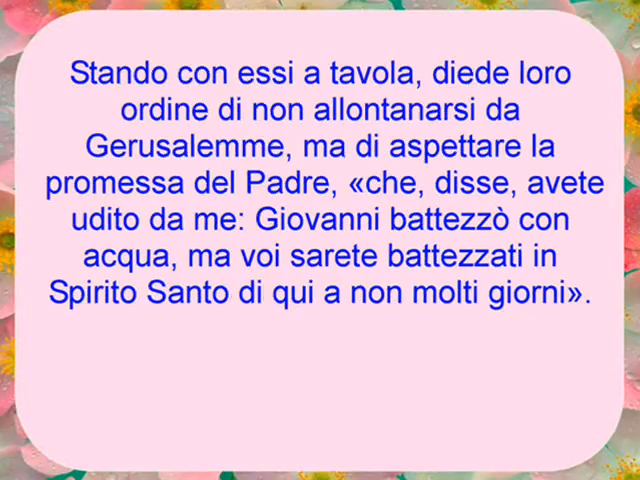 Stando con essi a tavola, diede loro
ordine di non allontanarsi da
Gerusalemme, ma di aspettare la
promessa del Padre, «che, disse, avete
udito da me: Giovanni battezzò con
acqua, ma voi sarete battezzati in
Spirito Santo di qui a non molti giorni».